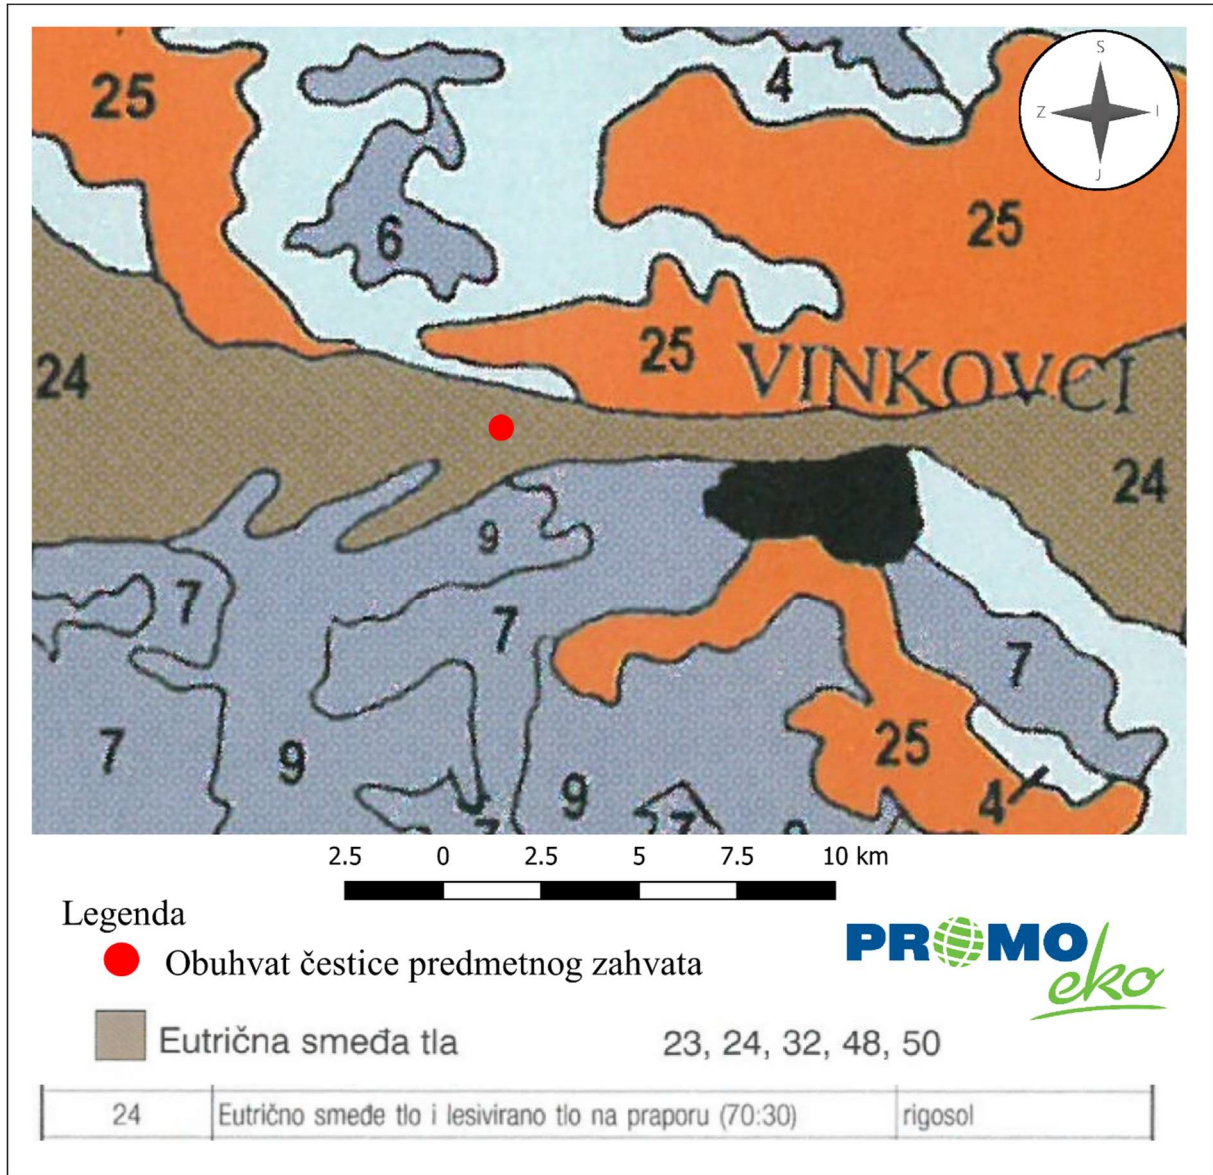 25
4
S
Z
I
J
25
6
25
VINKOVCI
24
24
9
7
7
7
7
9
9
25
4
2.5 0 2.5 5 7.5 10 km
Legenda
Obuhvat čestice predmetnog zahvata
PROMO
eko
Eutrična smeđa tla 23, 24, 32, 48, 50
24 Eutrično smeđe tlo i lesivirano tlo na praporu (70:30) rigosol